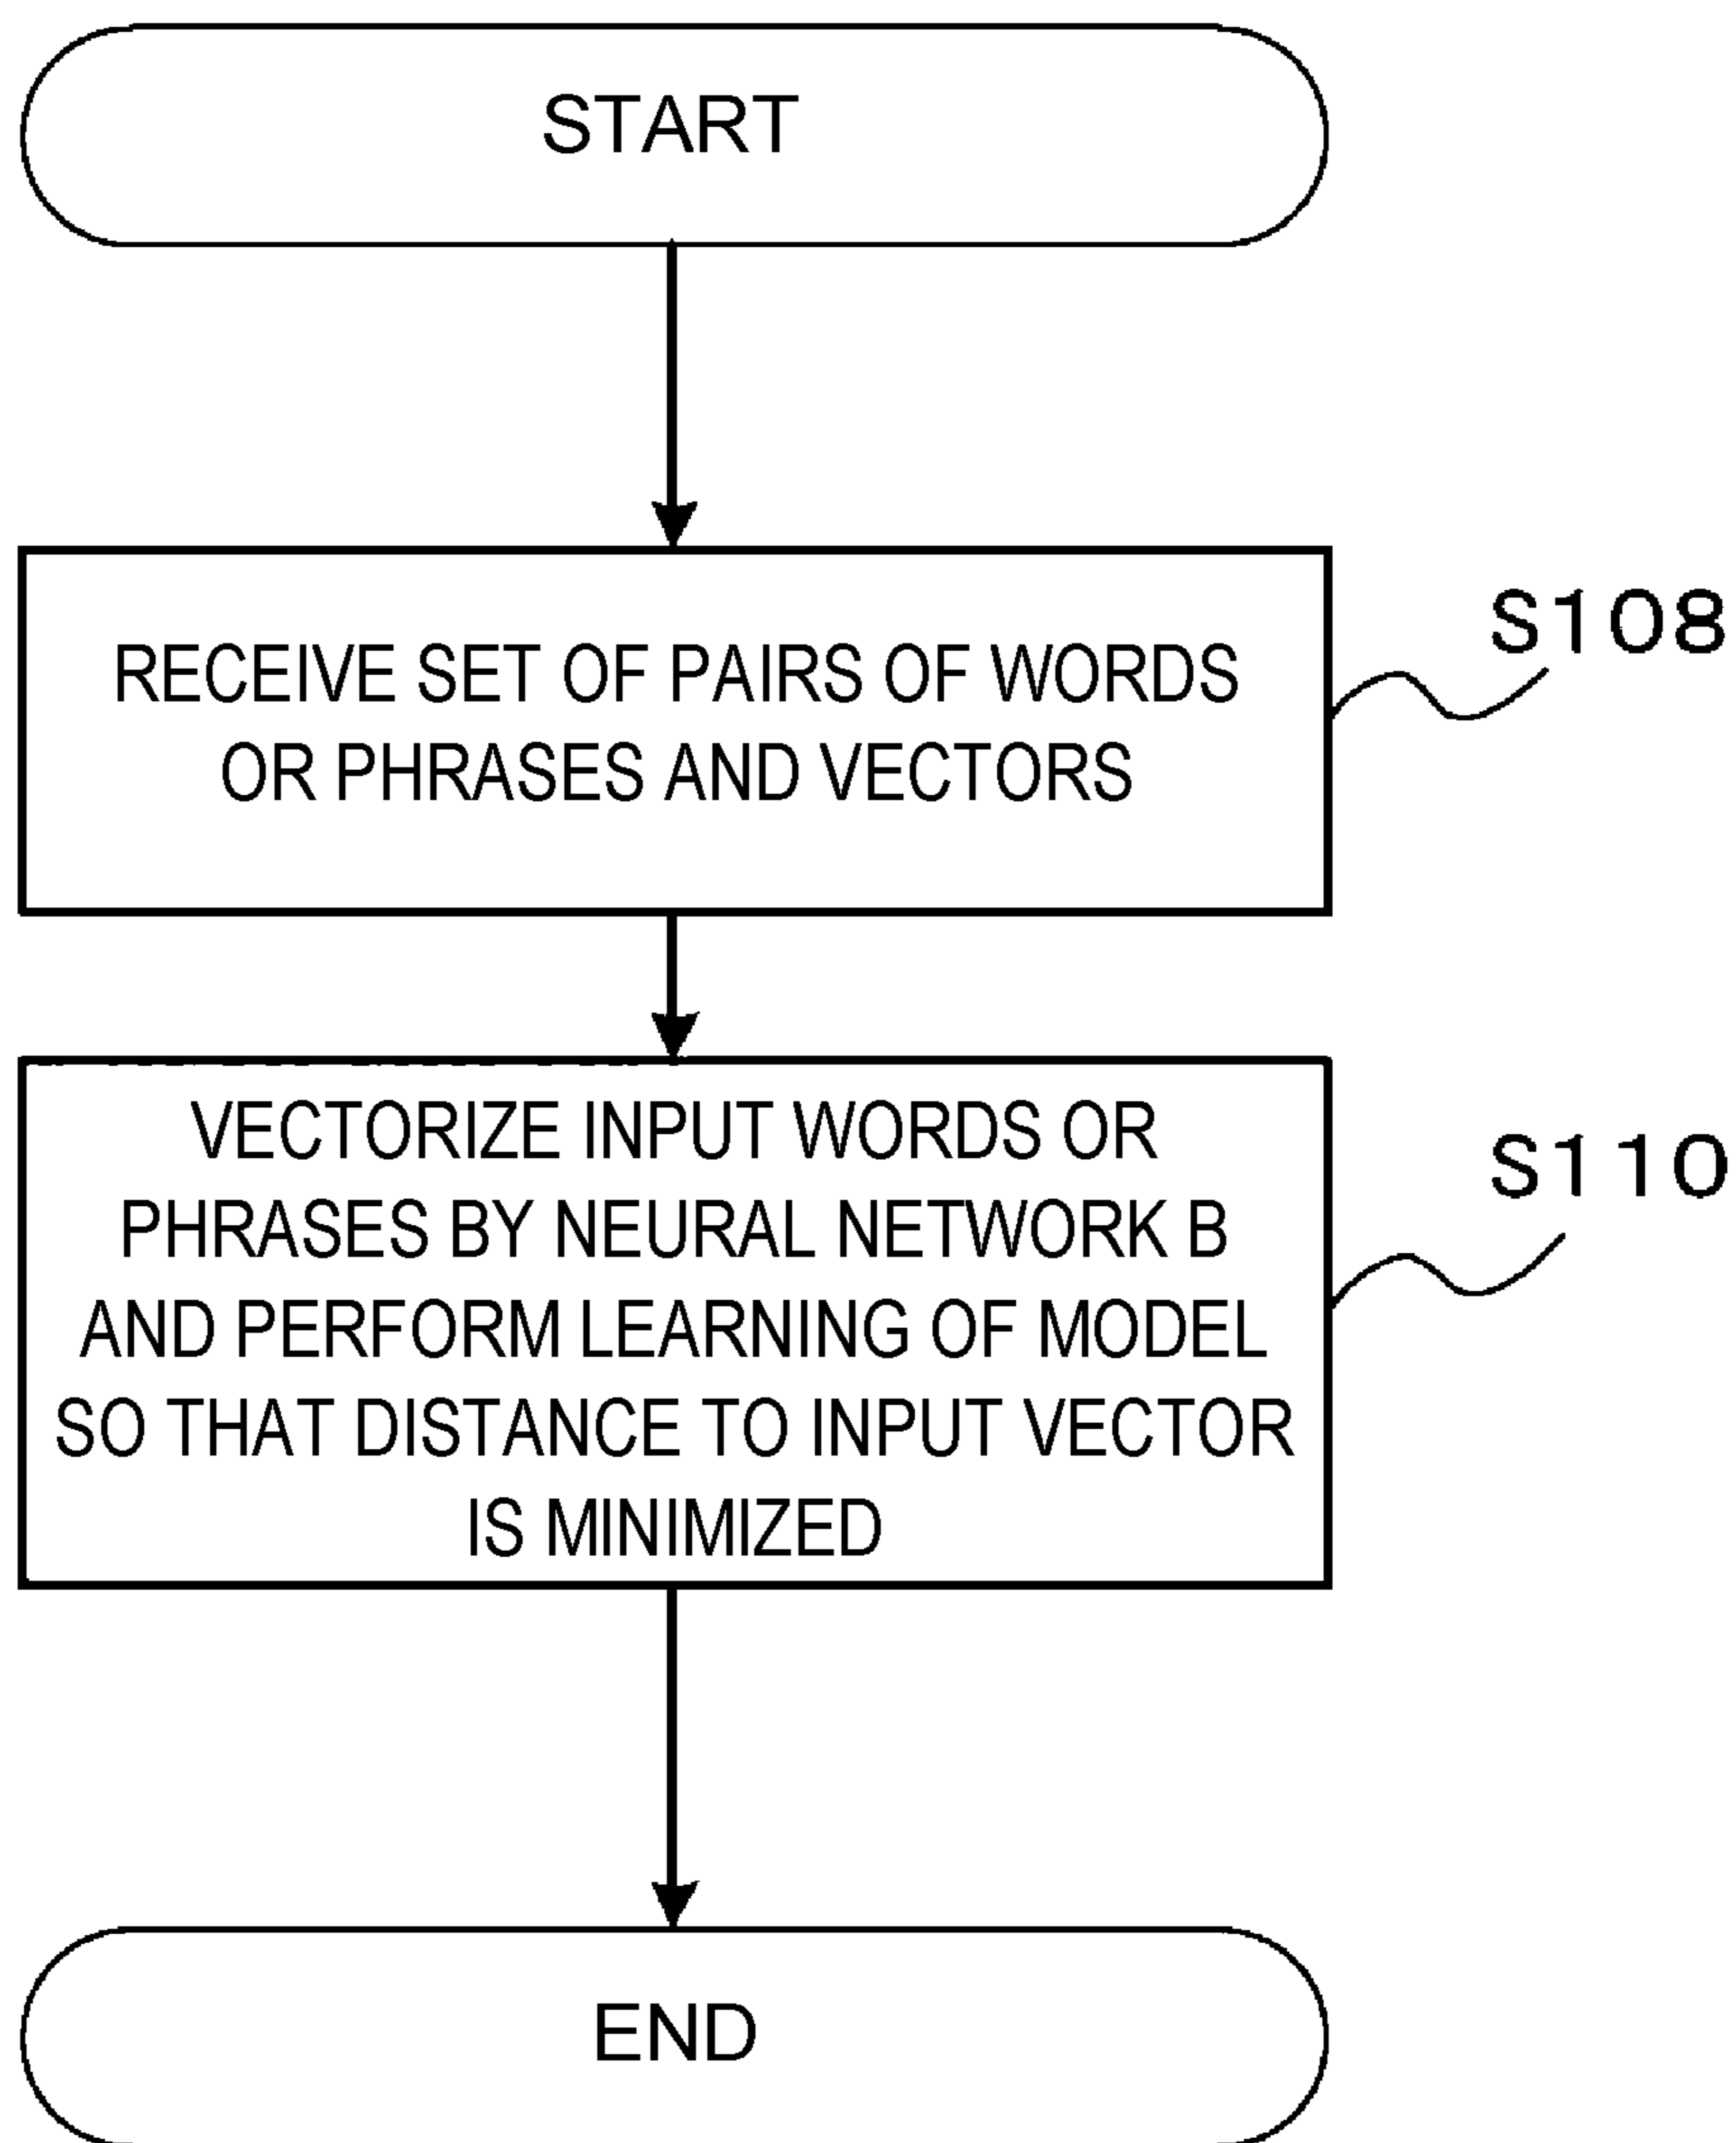 START
RECEIVE SET OF PAIRS OF WORDS
OR PHRASES AND VECTORS
S108
VECTORIZE INPUT WORDS OR
PHRASES BY NEURAL NETWORK B
AND PERFORM LEARNING OF MODEL
SO THAT DISTANCE TO INPUT VECTOR
IS MINIMIZED
S110
END